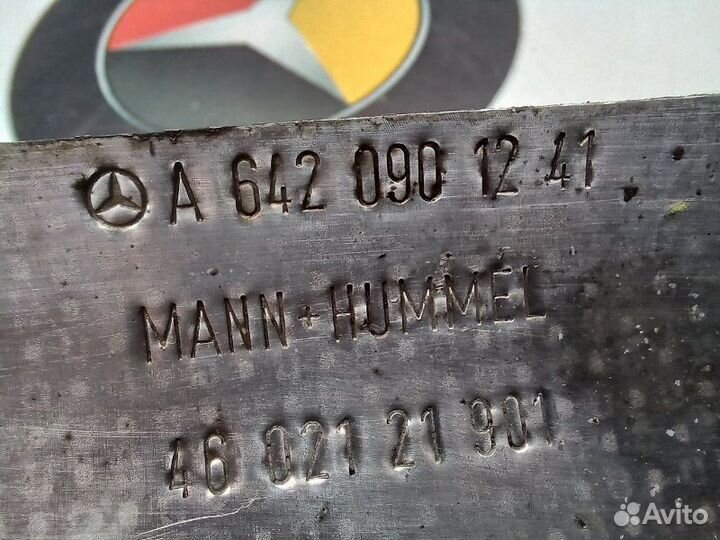 A 642 090 12 41
MANN+HUMMEL
46 021 21 901
Avito